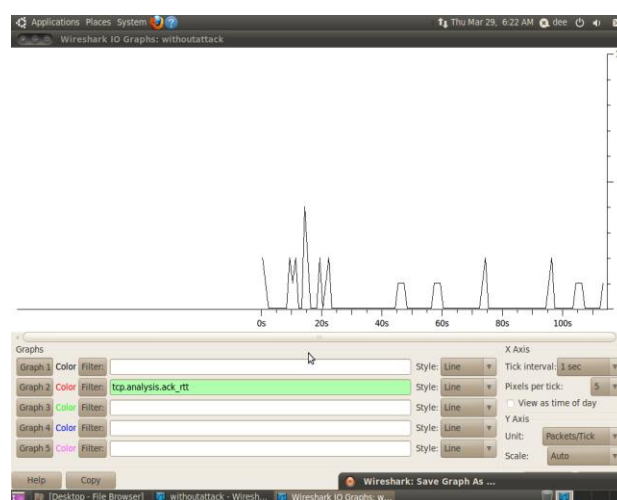 Applications Places System Thu Mar 29, 6:22 AM dee
Wireshark IO Graphs: withoutattack
0s 20s 40s 60s 80s 100s
Graphs
X Axis
Graph 1 Color Filter: Style: Line Tick interval: 1 sec
Graph 2 Color Filter: tcp.analysis.ack_rtt Style: Line Pixels per tick: 5
Graph 3 Color Filter: Style: Line View as time of day
Y Axis
Graph 4 Color Filter: Style: Line Unit: Packets/Tick
Graph 5 Color Filter: Style: Line Scale: Auto
Help Copy Wireshark: Save Graph As ...
[Desktop - File Browser] withoutattack - Wiresh... Wireshark IO Graphs: w...